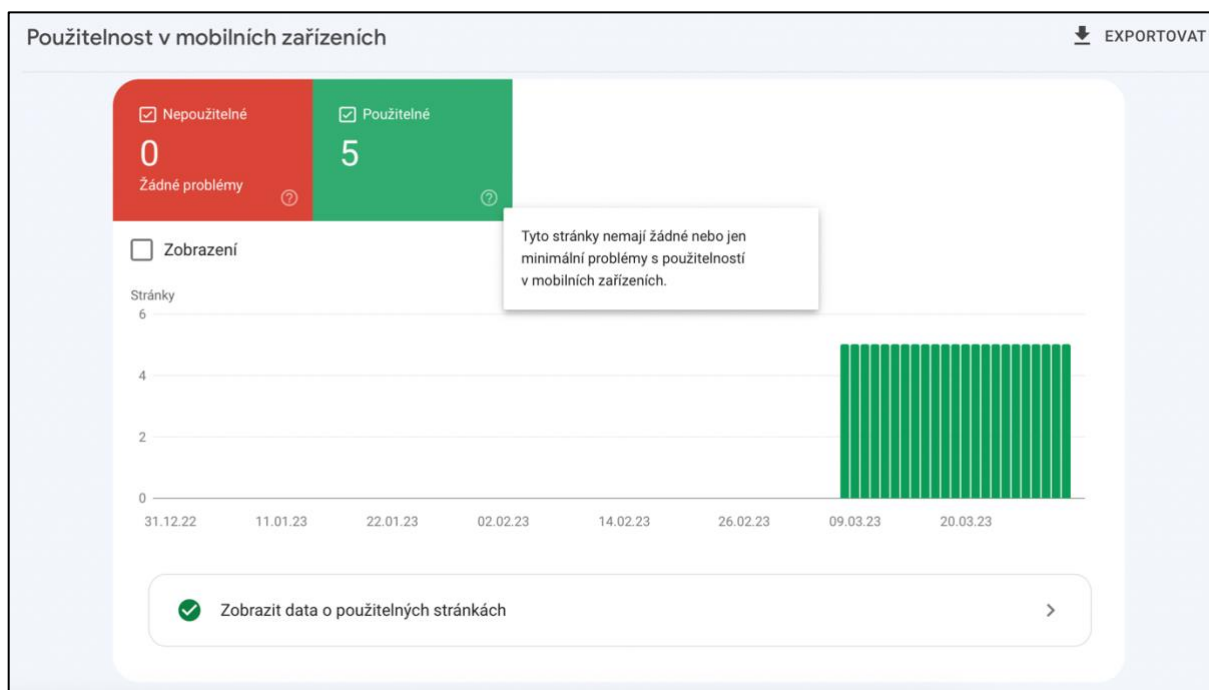 Použitelnost v mobilních zařízeních
EXPORTOVAT
Nepoužitelné
0
Žádné problémy
Použitelné
5
Tyto stránky nemají žádné nebo jen
minimální problémy s použitelností
v mobilních zařízeních.
Zobrazení
Stránky
6
4
2
0
31.12.22 11.01.23 22.01.23 02.02.23 14.02.23 26.02.23 09.03.23 20.03.23
Zobrazit data o použitelných stránkách